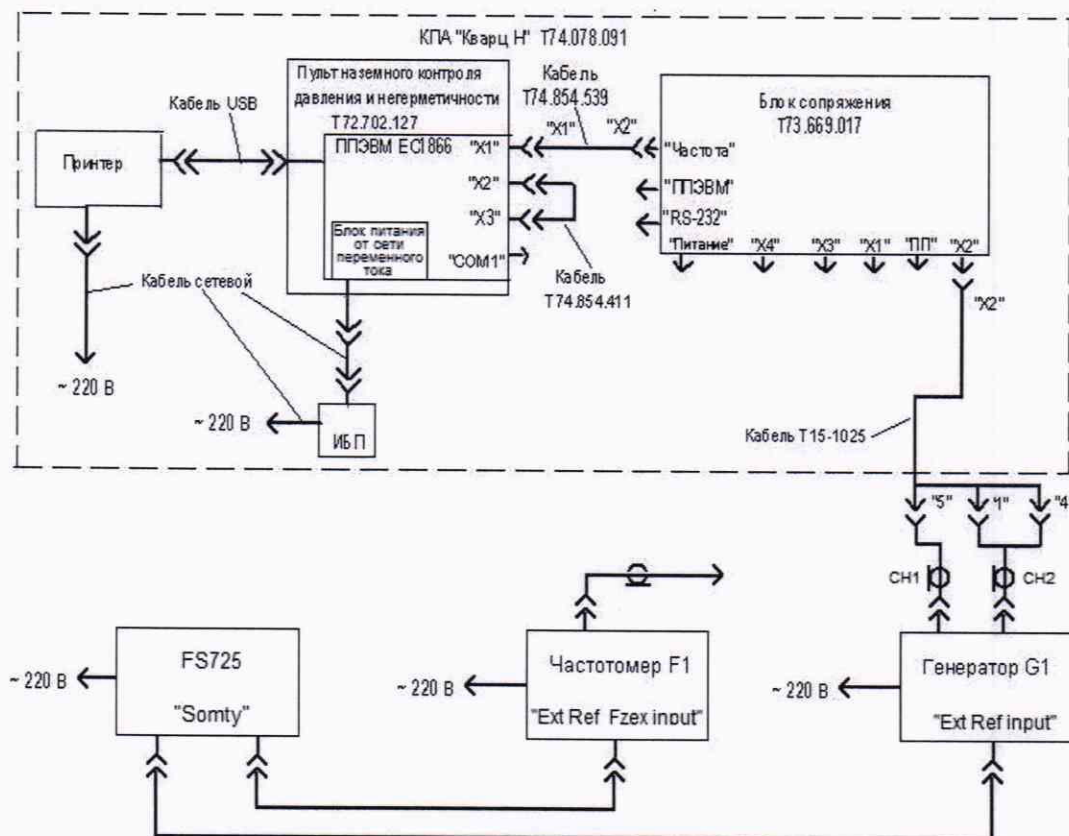 КПА "Кварц Н" Т74.078.091
Пульт наземного контроля
давления и негерметичности
Т72.702.127
Кабель USB
Принтер
ППЭВМ ЕС1866
"X1"
"X2"
"X3"
"COM1"
Блок питания
от сети
переменного
тока
Кабель
Т74.854.539
"X1"
"X2"
Кабель
Т74.854.411
Блок сопряжения
Т73.669.017
"Частота"
"ППЭВМ"
"RS-232"
"Питание"
"X4"
"X3"
"X1"
"ПП"
"X2"
"X2"
Кабель сетевой
~ 220 В
~ 220 В
ИБП
Кабель Т15-1025
"5"
"1"
"4
CH1
CH2
FS725
"Somty"
~ 220 В
Частотомер F1
"Ext Ref Fzex input"
~ 220 В
Генератор G1
"Ext Ref input"
~ 220 В